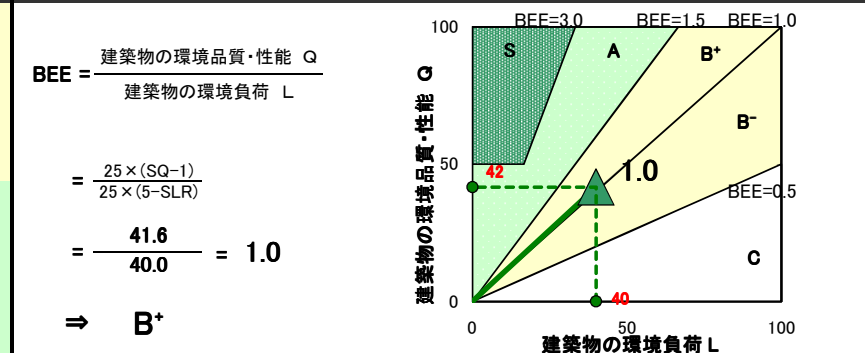 建築物の環境品質・性能 Q
BEE =
建築物の環境負荷 L
= 25×(SQ-1)
25×(5-SLR)
= 41.6
40.0
= 1.0
⇒ B+
BEE=3.0 BEE=1.5 BEE=1.0
100
S A B+
B-
建築物の環境品質・性能 Q
50
42
1.0
BEE=0.5
C
0
40
0 50 100
建築物の環境負荷 L